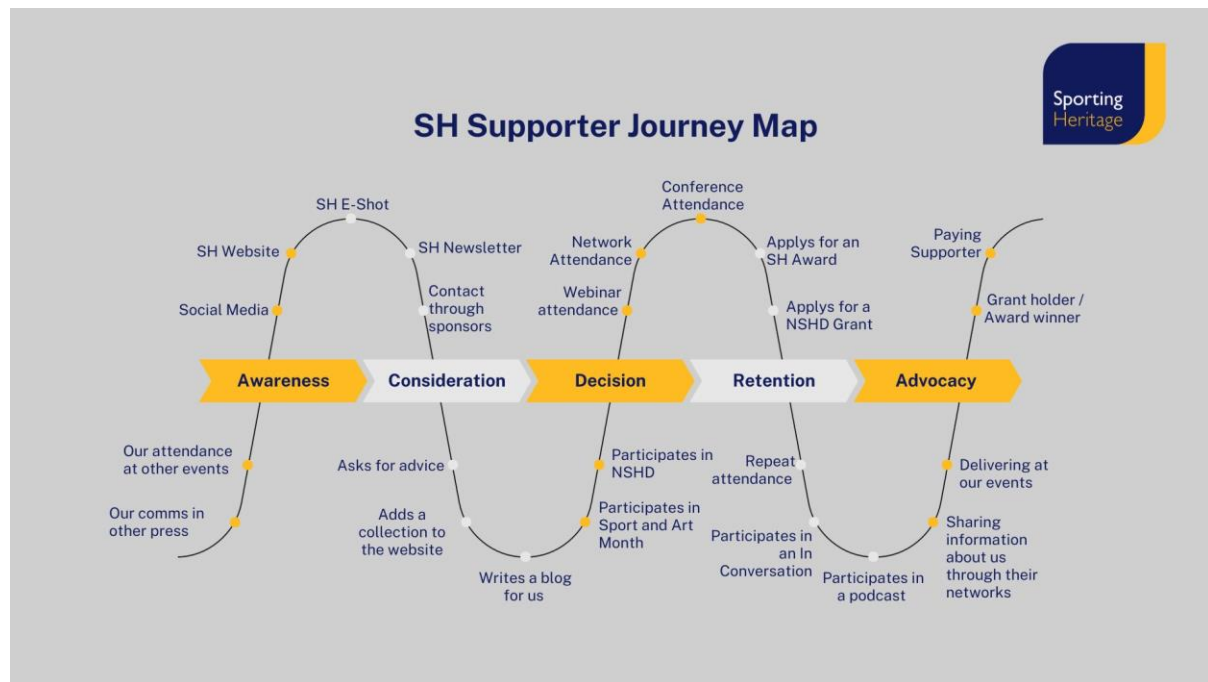 Sporting
Heritage
SH Supporter Journey Map
Our comms in
other press
Our attendance
at other events
Social Media
SH Website
SH E-Shot
SH Newsletter
Contact
through
sponsors
Awareness
Consideration
Decision
Retention
Advocacy
Asks for advice
Adds a
collection to
the website
Writes a blog
for us
Participates in
Sport and Art
Month
Participates in
NSHD
Webinar
attendance
Network
Attendance
Conference
Attendance
Applys for an
SH Award
Applys for a
NSHD Grant
Repeat
attendance
Participates in
an In
Conversation
Participates in
a podcast
Sharing
information
about us
through their
networks
Delivering at
our events
Grant holder /
Award winner
Paying
Supporter